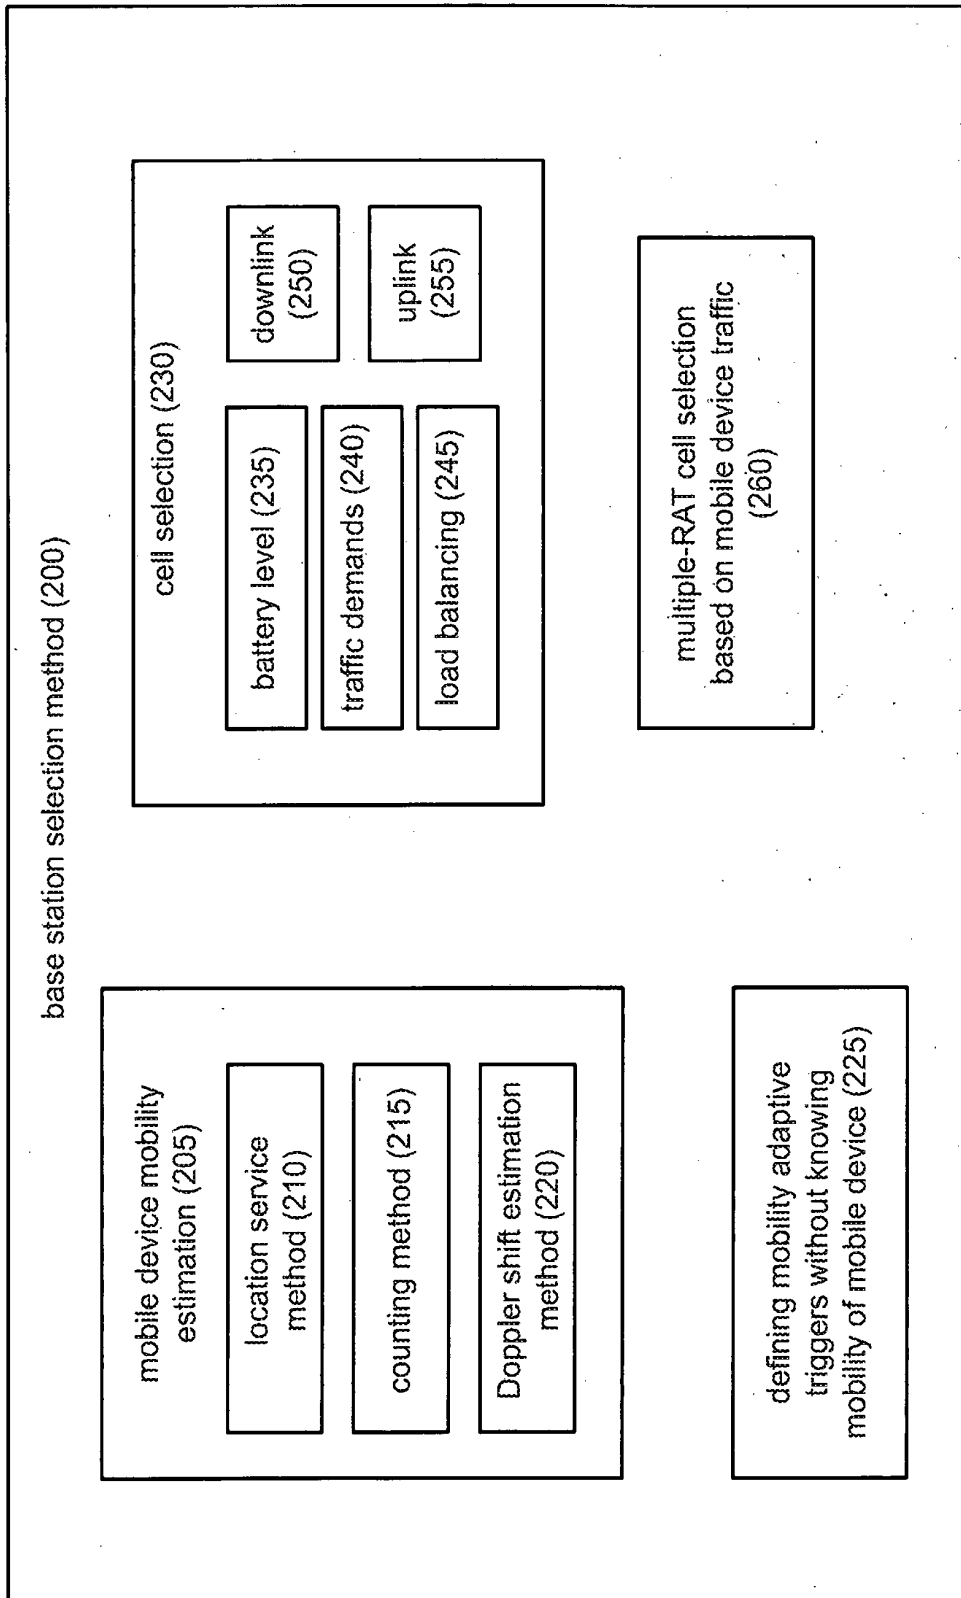 base station selection method (200)
mobile device mobility
estimation (205)
location service
method (210)
counting method (215)
Doppler shift estimation
method (220)
defining mobility adaptive
triggers without knowing
mobility of mobile device (225)
cell selection (230)
battery level (235)
traffic demands (240)
load balancing (245)
downlink
(250)
uplink
(255)
multiple-RAT cell selection
based on mobile device traffic
(260)